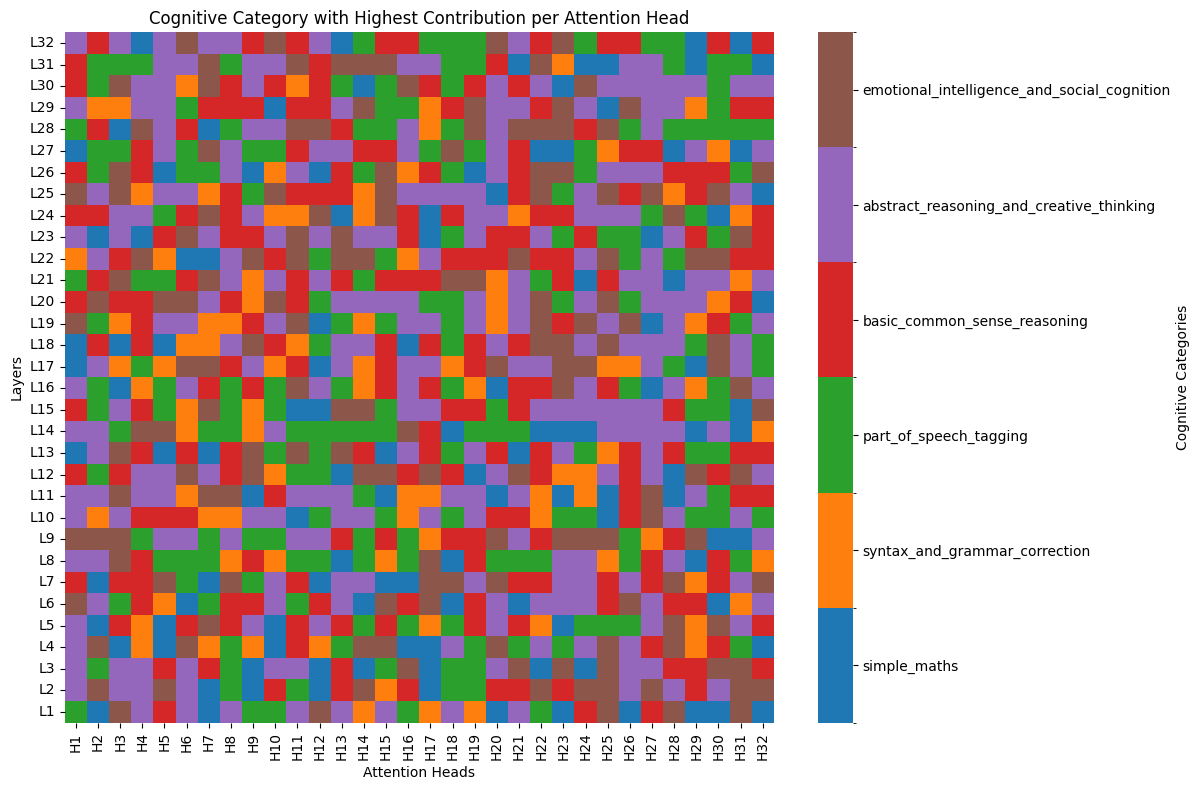 Cognitive Category with Highest Contribution per Attention Head
L32
L31
L30
L29
L28
L27
L26
L25
L24
L23
L22
L21
L20
L19
L18
L17
L16
L15
L14
L13
L12
L11
L10
L9
L8
L7
L6
L5
L4
L3
L2
L1
Layers
H1 H2 H3 H4 H5 H6 H7 H8 H9 H10 H11 H12 H13 H14 H15 H16 H17 H18 H19 H20 H21 H22 H23 H24 H25 H26 H27 H28 H29 H30 H31 H32
Attention Heads
emotional_intelligence_and_social_cognition
abstract_reasoning_and_creative_thinking
basic_common_sense_reasoning
part_of_speech_tagging
syntax_and_grammar_correction
simple_maths
Cognitive Categories